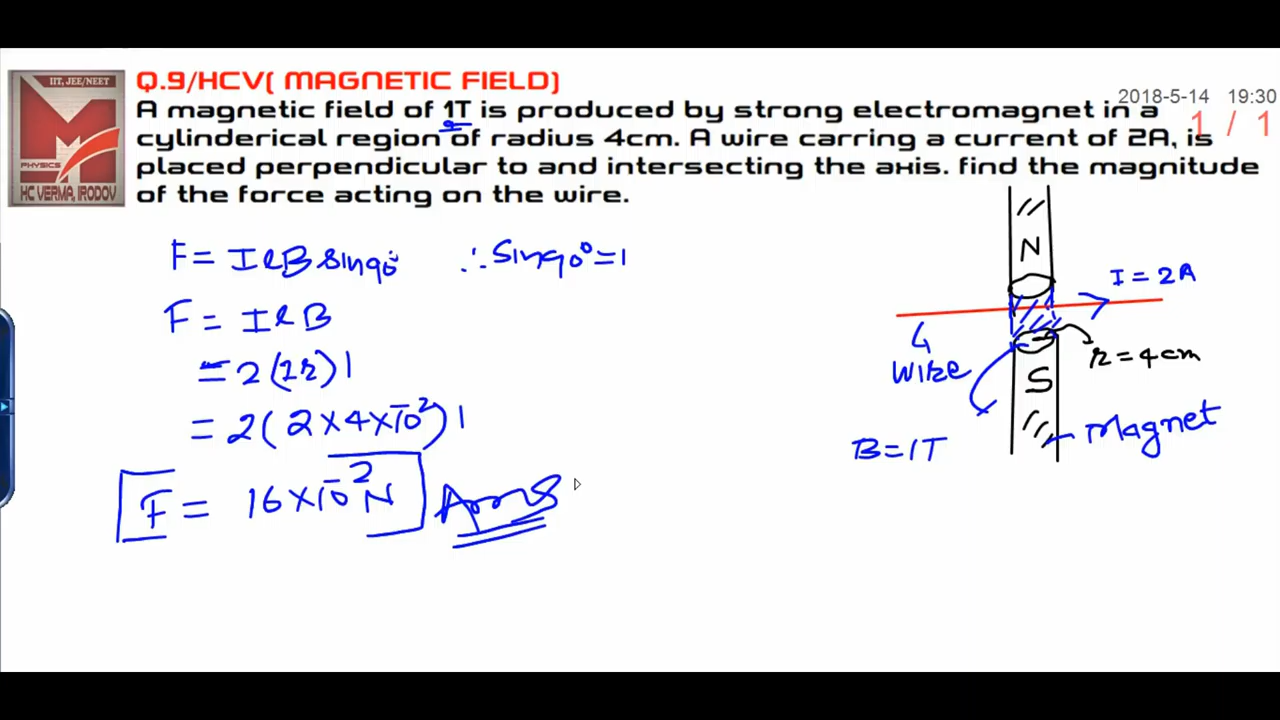 IIT, JEE/NEET
PHYSICS
HC VERMA, IRODOV
Q.9/HCV( MAGNETIC FIELD)
2018-5-14 19:30
1 / 1
A magnetic field of 1T is produced by strong electromagnet in a
cylinderical region of radius 4cm. A wire carring a current of 2A, is
placed perpendicular to and intersecting the axis. find the magnitude
of the force acting on the wire.
F = IlB sin90° ∴ Sin90° = 1
F = IlB
= 2(2r)1
= 2(2×4×10⁻²)1
F = 16×10⁻² N Ans
N
I = 2A
wire
r = 4cm
S
Magnet
B = 1T